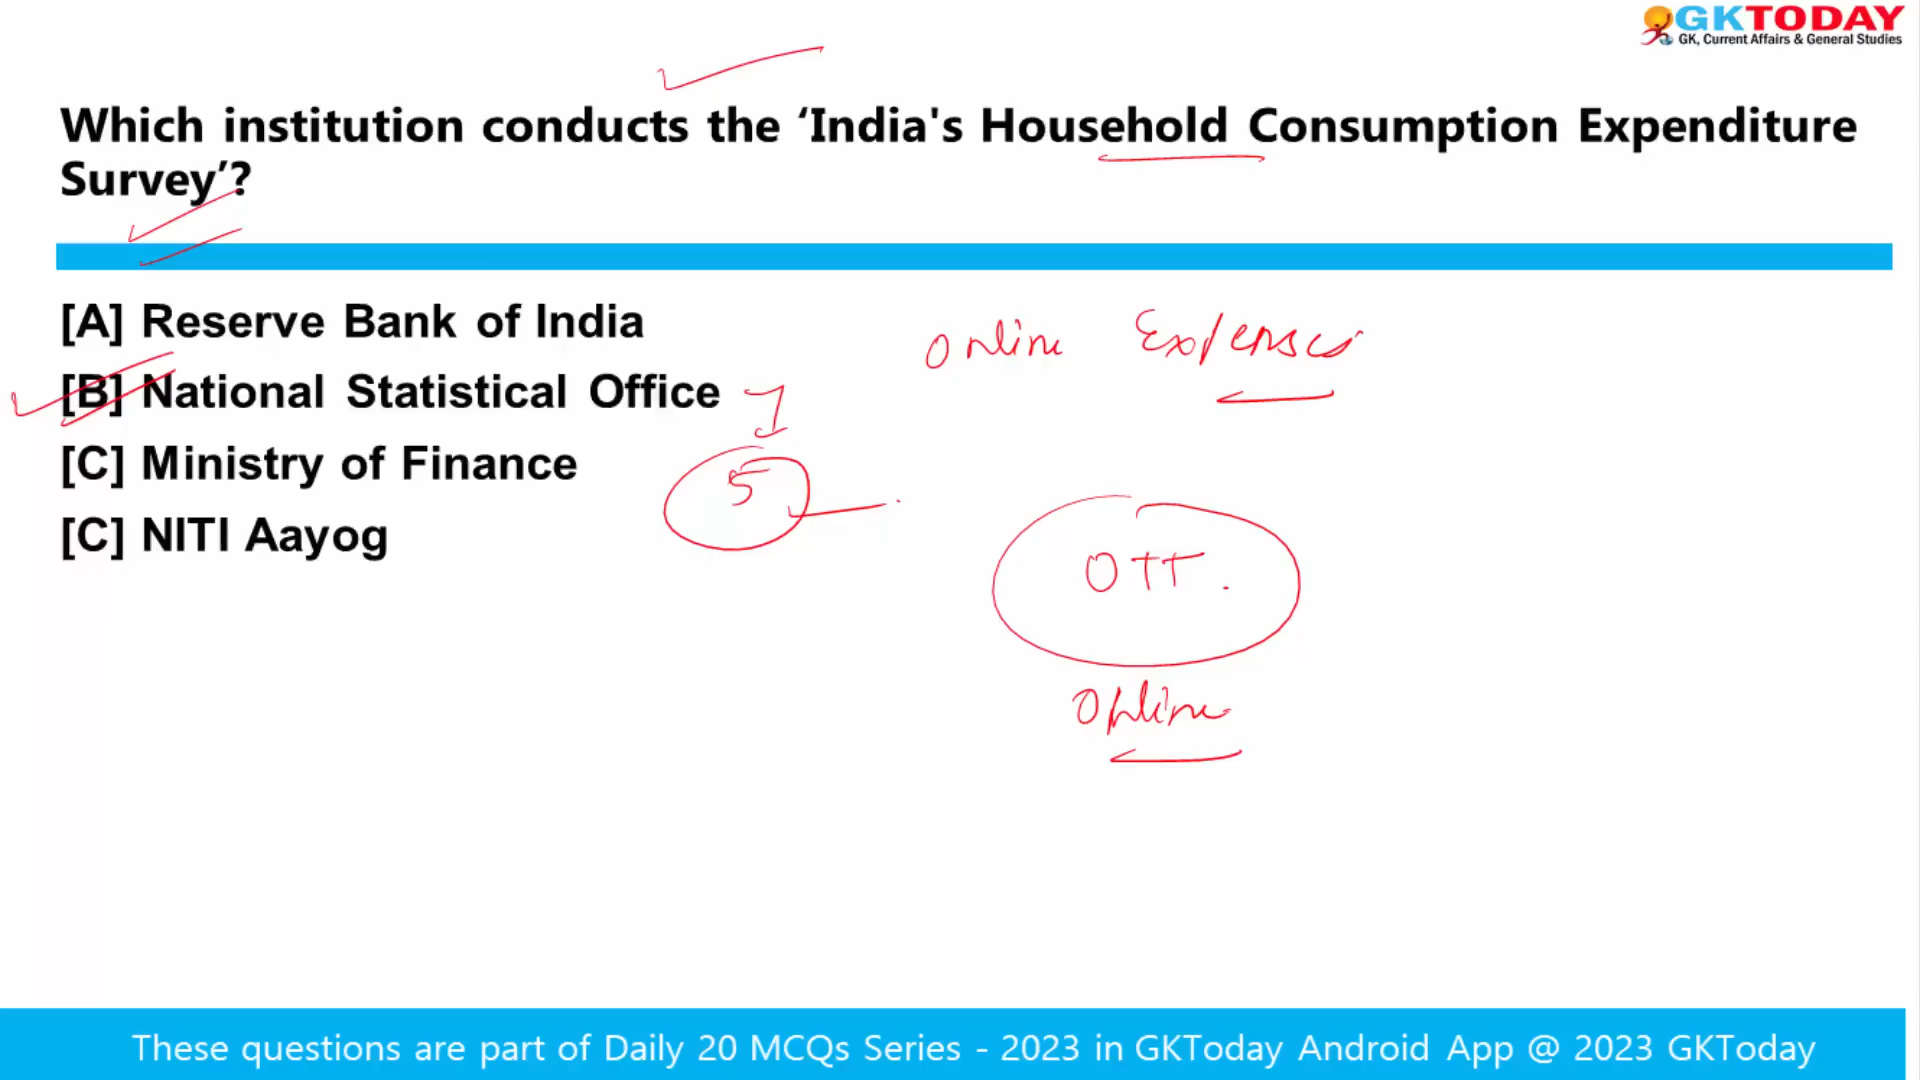 GKTODAY
GK, Current Affairs & General Studies
Which institution conducts the ‘India's Household Consumption Expenditure
Survey’?
[A] Reserve Bank of India
[B] National Statistical Office
[C] Ministry of Finance
[C] NITI Aayog
Online Expenses
5
OTT.
Online
These questions are part of Daily 20 MCQs Series - 2023 in GKToday Android App @ 2023 GKToday